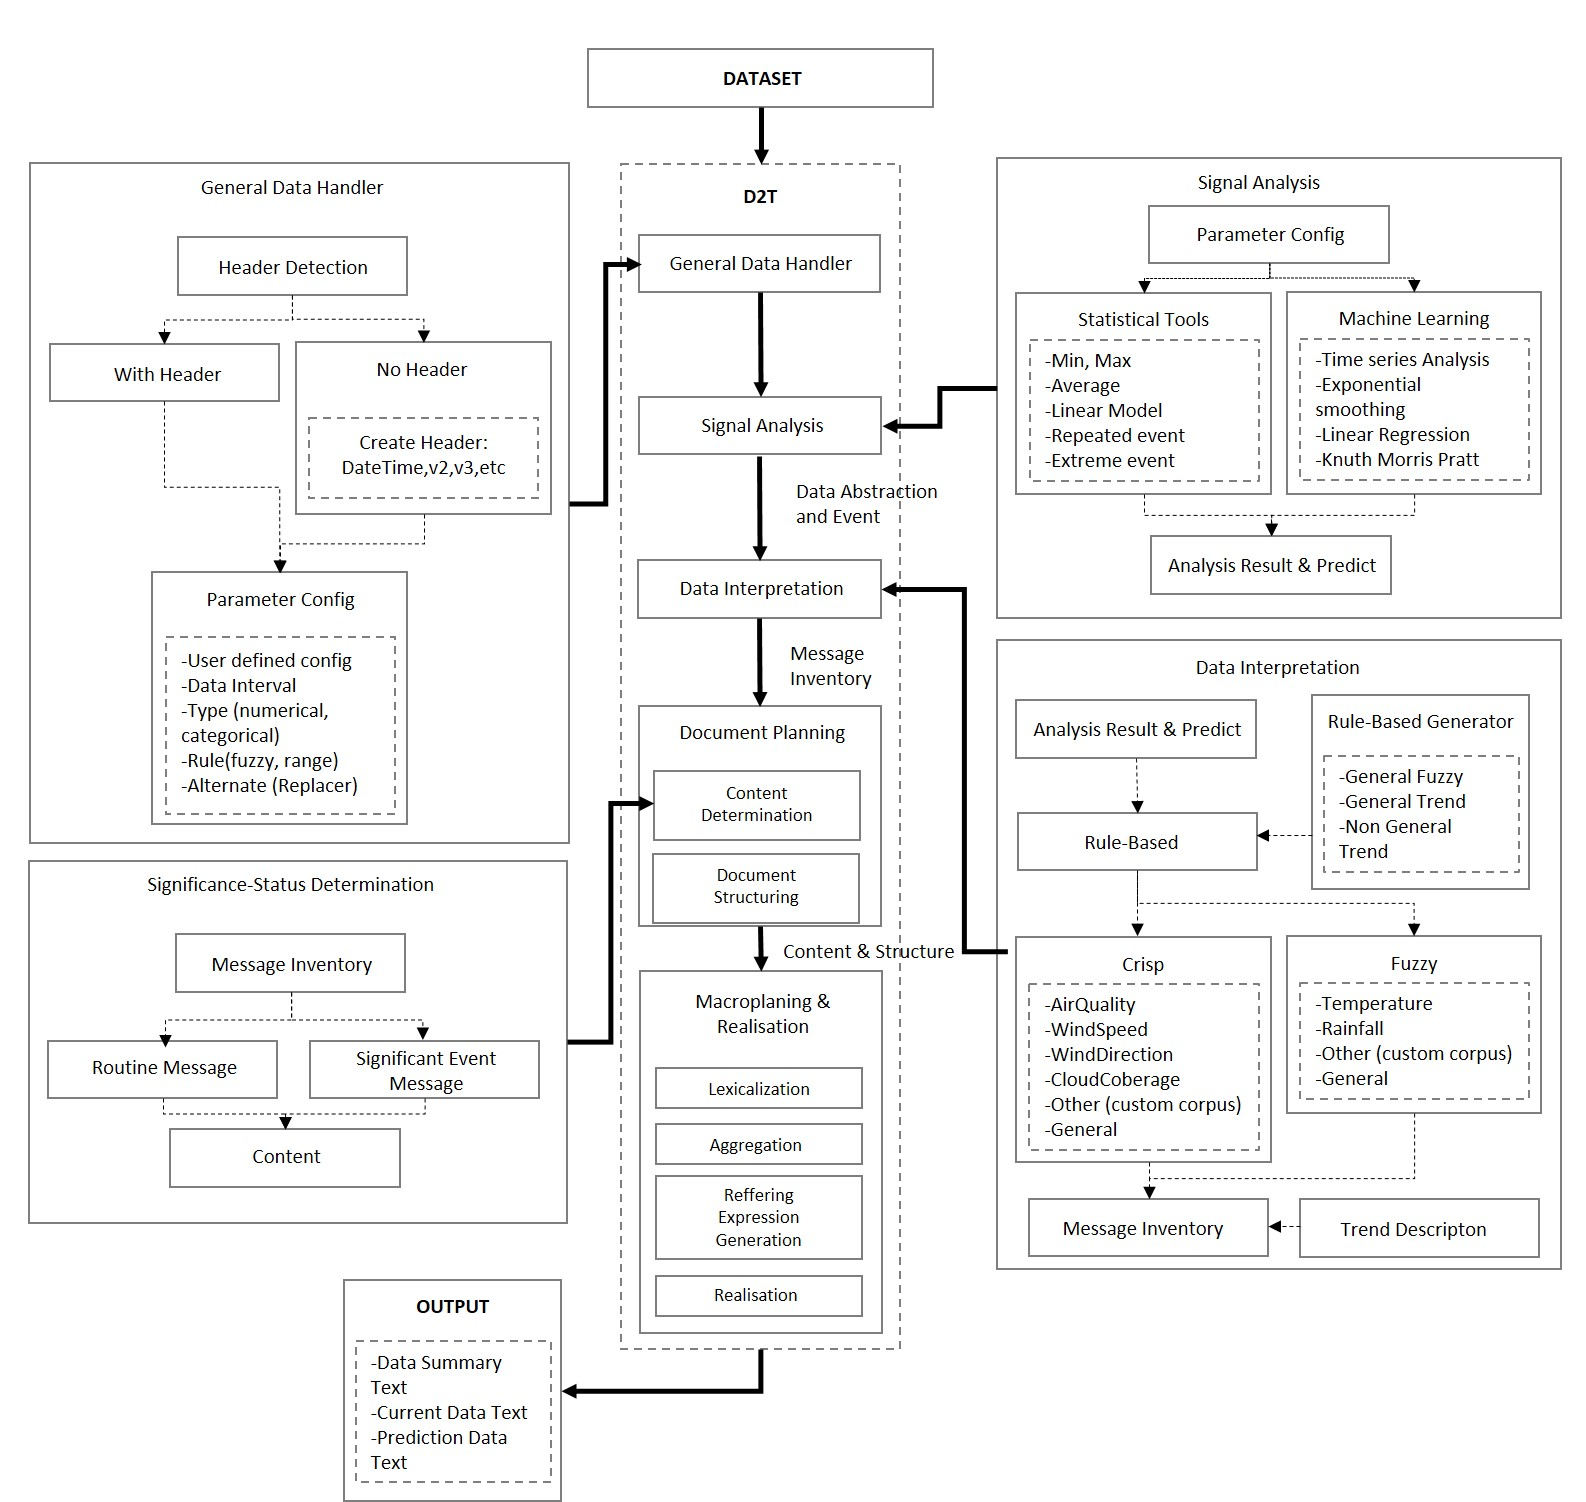 DATASET
General Data Handler
Header Detection
With Header
No Header
Create Header:
DateTime,v2,v3,etc
Parameter Config
-User defined config
-Data Interval
-Type (numerical,
categorical)
-Rule(fuzzy, range)
-Alternate (Replacer)
Significance-Status Determination
Message Inventory
Routine Message
Significant Event
Message
Content
D2T
General Data Handler
Signal Analysis
Data Abstraction
and Event
Data Interpretation
Message
Inventory
Document Planning
Content
Determination
Document
Structuring
Content & Structure
Macroplaning &
Realisation
Lexicalization
Aggregation
Reffering
Expression
Generation
Realisation
Signal Analysis
Parameter Config
Statistical Tools
-Min, Max
-Average
-Linear Model
-Repeated event
-Extreme event
Machine Learning
-Time series Analysis
-Exponential
smoothing
-Linear Regression
-Knuth Morris Pratt
Analysis Result & Predict
Data Interpretation
Analysis Result & Predict
Rule-Based Generator
-General Fuzzy
-General Trend
-Non General
Trend
Rule-Based
Crisp
-AirQuality
-WindSpeed
-WindDirection
-CloudCoberage
-Other (custom corpus)
-General
Fuzzy
-Temperature
-Rainfall
-Other (custom corpus)
-General
Message Inventory
Trend Descripton
OUTPUT
-Data Summary
Text
-Current Data Text
-Prediction Data
Text